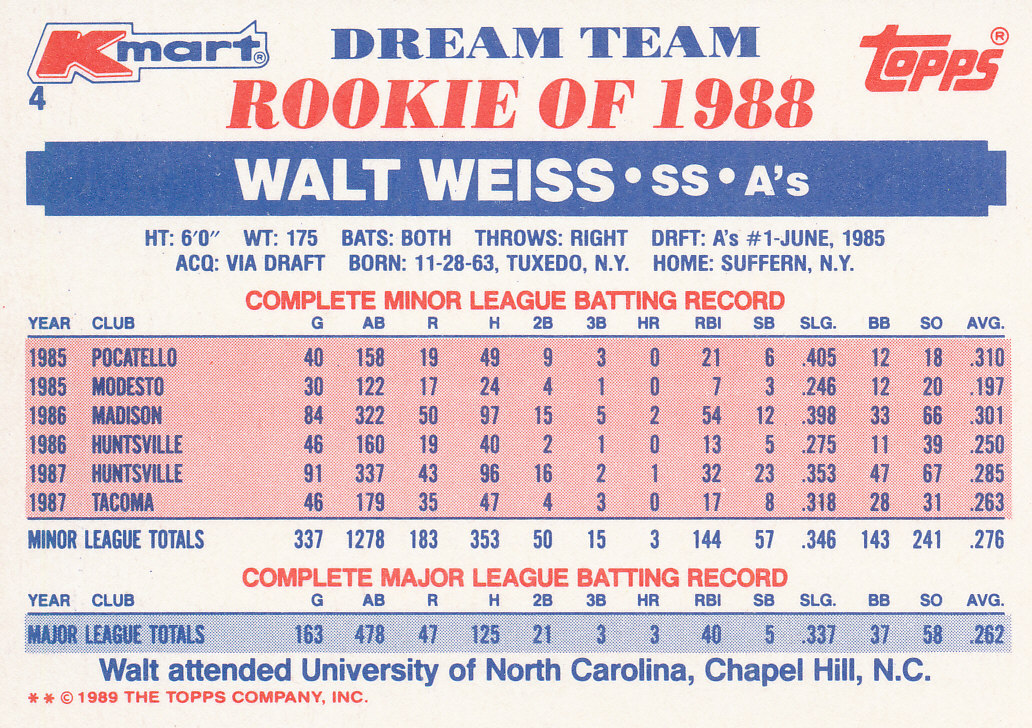 Kmart®
DREAM TEAM
TOPPS®
4
ROOKIE OF 1988
WALT WEISS • SS • A's
HT: 6'0" WT: 175 BATS: BOTH THROWS: RIGHT DRFT: A's #1-JUNE, 1985
ACQ: VIA DRAFT BORN: 11-28-63, TUXEDO, N.Y. HOME: SUFFERN, N.Y.
COMPLETE MINOR LEAGUE BATTING RECORD
YEAR CLUB G AB R H 2B 3B HR RBI SB SLG. BB SO AVG.
1985 POCATELLO 40 158 19 49 9 3 0 21 6 .405 12 18 .310
1985 MODESTO 30 122 17 24 4 1 0 7 3 .246 12 20 .197
1986 MADISON 84 322 50 97 15 5 2 54 12 .398 33 66 .301
1986 HUNTSVILLE 46 160 19 40 2 1 0 13 5 .275 11 39 .250
1987 HUNTSVILLE 91 337 43 96 16 2 1 32 23 .353 47 67 .285
1987 TACOMA 46 179 35 47 4 3 0 17 8 .318 28 31 .263
MINOR LEAGUE TOTALS 337 1278 183 353 50 15 3 144 57 .346 143 241 .276
COMPLETE MAJOR LEAGUE BATTING RECORD
YEAR CLUB G AB R H 2B 3B HR RBI SB SLG. BB SO AVG.
MAJOR LEAGUE TOTALS 163 478 47 125 21 3 3 40 5 .337 37 58 .262
Walt attended University of North Carolina, Chapel Hill, N.C.
** © 1989 THE TOPPS COMPANY, INC.